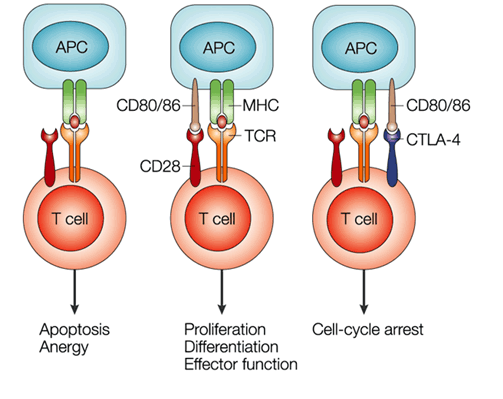 APC
APC
APC
CD80/86
MHC
CD80/86
TCR
CTLA-4
CD28
T cell
T cell
T cell
Apoptosis
Anergy
Proliferation
Differentiation
Effector function
Cell-cycle arrest